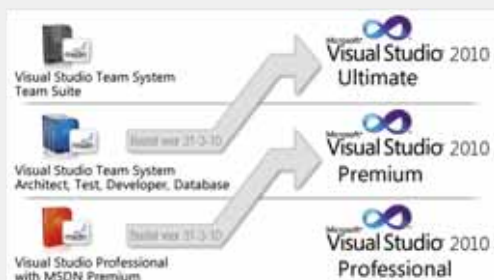 Microsoft®
Visual Studio 2010
Ultimate
Visual Studio Team System
Team Suite
Microsoft®
Visual Studio 2010
Premium
Visual Studio Team System
Architect, Test, Developer, Database
Microsoft®
Visual Studio 2010
Professional
Visual Studio Professional
with MSDN Premium